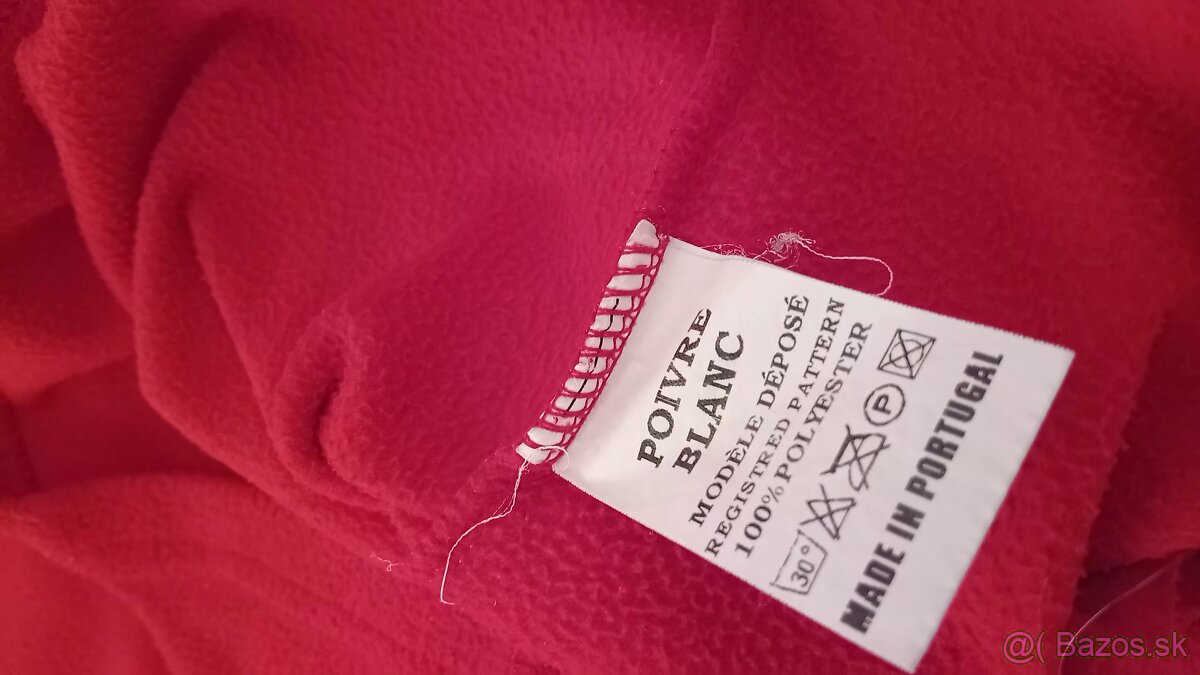 POIVRE
BLANC
MODÈLE DÉPOSÉ
REGISTRED PATTERN
100% POLYESTER
30° P
MADE IN PORTUGAL
@( Bazos.sk